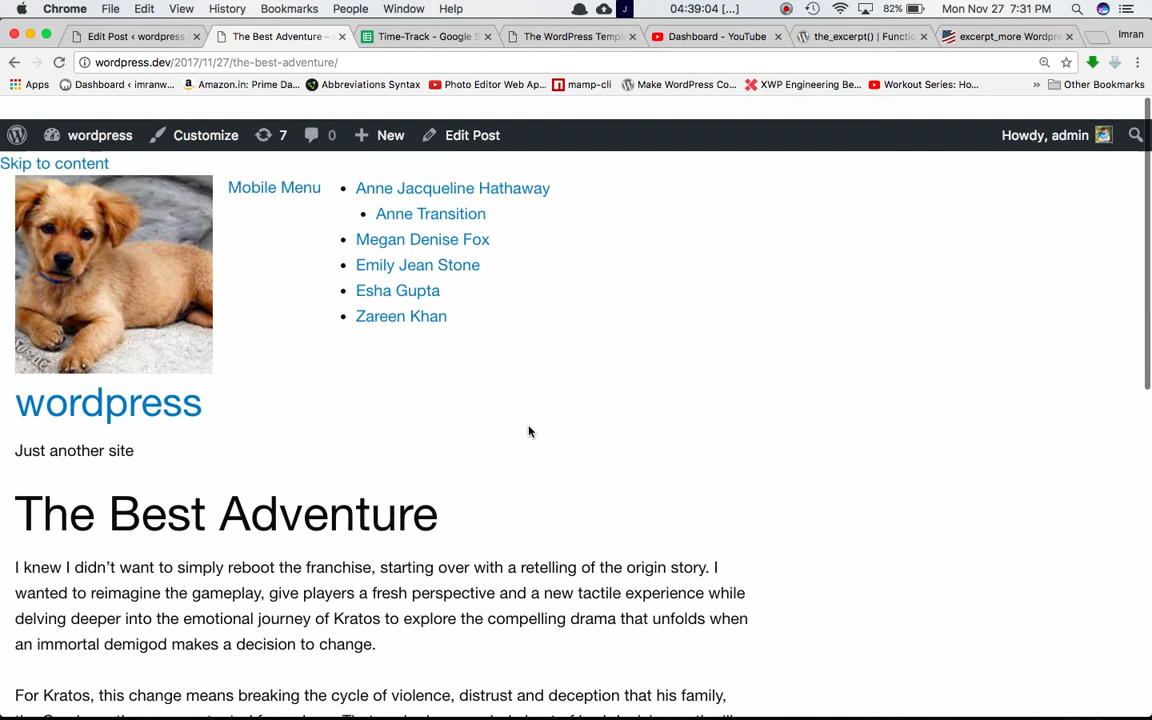 Chrome File Edit View History Bookmarks People Window Help 04:39:04 [...] 82% Mon Nov 27 7:31 PM
Edit Post ‹ wordpress The Best Adventure – Time-Track - Google S The WordPress Templ Dashboard - YouTube the_excerpt() | Functio excerpt_more Wordpre Imran
wordpress.dev/2017/11/27/the-best-adventure/
Apps Dashboard ‹ imranw... Amazon.in: Prime Da... Abbreviations Syntax Photo Editor Web Ap... mamp-cli Make WordPress Co... XWP Engineering Be... Workout Series: Ho... » Other Bookmarks
wordpress Customize 7 0 New Edit Post Howdy, admin
Skip to content
Mobile Menu
Anne Jacqueline Hathaway
Anne Transition
Megan Denise Fox
Emily Jean Stone
Esha Gupta
Zareen Khan
wordpress
Just another site
The Best Adventure
I knew I didn’t want to simply reboot the franchise, starting over with a retelling of the origin story. I
wanted to reimagine the gameplay, give players a fresh perspective and a new tactile experience while
delving deeper into the emotional journey of Kratos to explore the compelling drama that unfolds when
an immortal demigod makes a decision to change.
For Kratos, this change means breaking the cycle of violence, distrust and deception that his family,